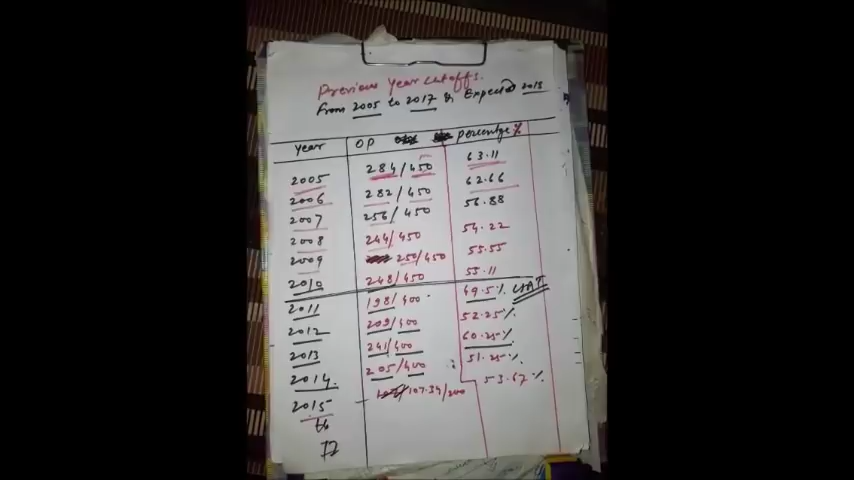 Previous Year Cutoffs.
From 2005 to 2017 & Expected 2018
Year OP Percentge %
2005 284/450 63.11
2006 282/450 62.66
2007 256/450 56.88
2008 244/450 54.22
2009 250/450 55.55
2010 248/450 55.11
2011 198/400 49.5% CSAT
2012 209/400 52.25%
2013 241/400 60.25%
2014. 205/400 51.25%
2015 107.34/200 53.67%
to
17